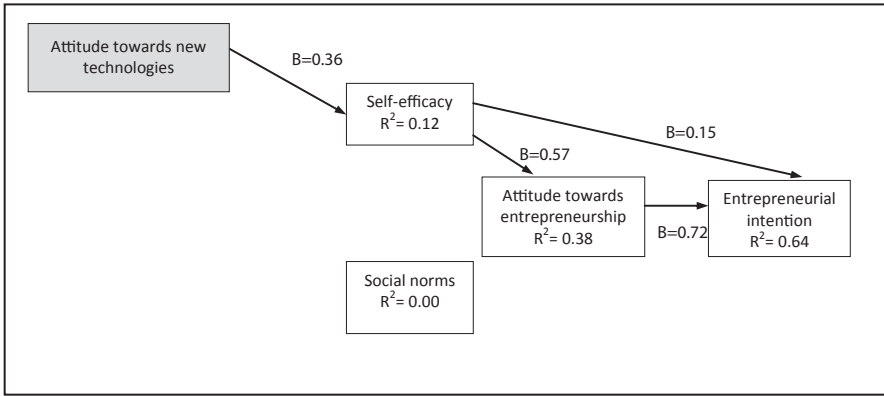 Attitude towards new
technologies
B=0.36
Self-efficacy
R²= 0.12
B=0.15
B=0.57
Attitude towards
entrepreneurship
R²= 0.38
Entrepreneurial
intention
R²= 0.64
B=0.72
Social norms
R²= 0.00